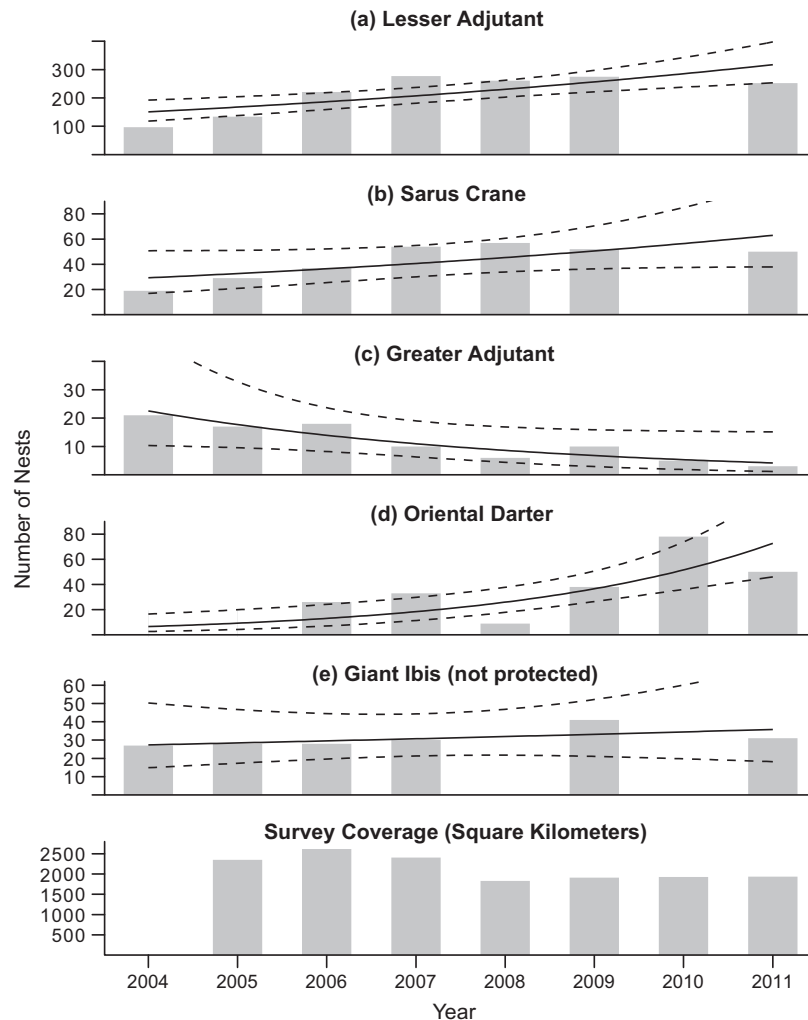 (a) Lesser Adjutant
300
200
100
(b) Sarus Crane
80
60
40
20
(c) Greater Adjutant
30
20
10
(d) Oriental Darter
80
60
40
20
(e) Giant Ibis (not protected)
60
50
40
30
20
10
Survey Coverage (Square Kilometers)
2500
2000
1500
1000
500
2004 2005 2006 2007 2008 2009 2010 2011
Year
Number of Nests